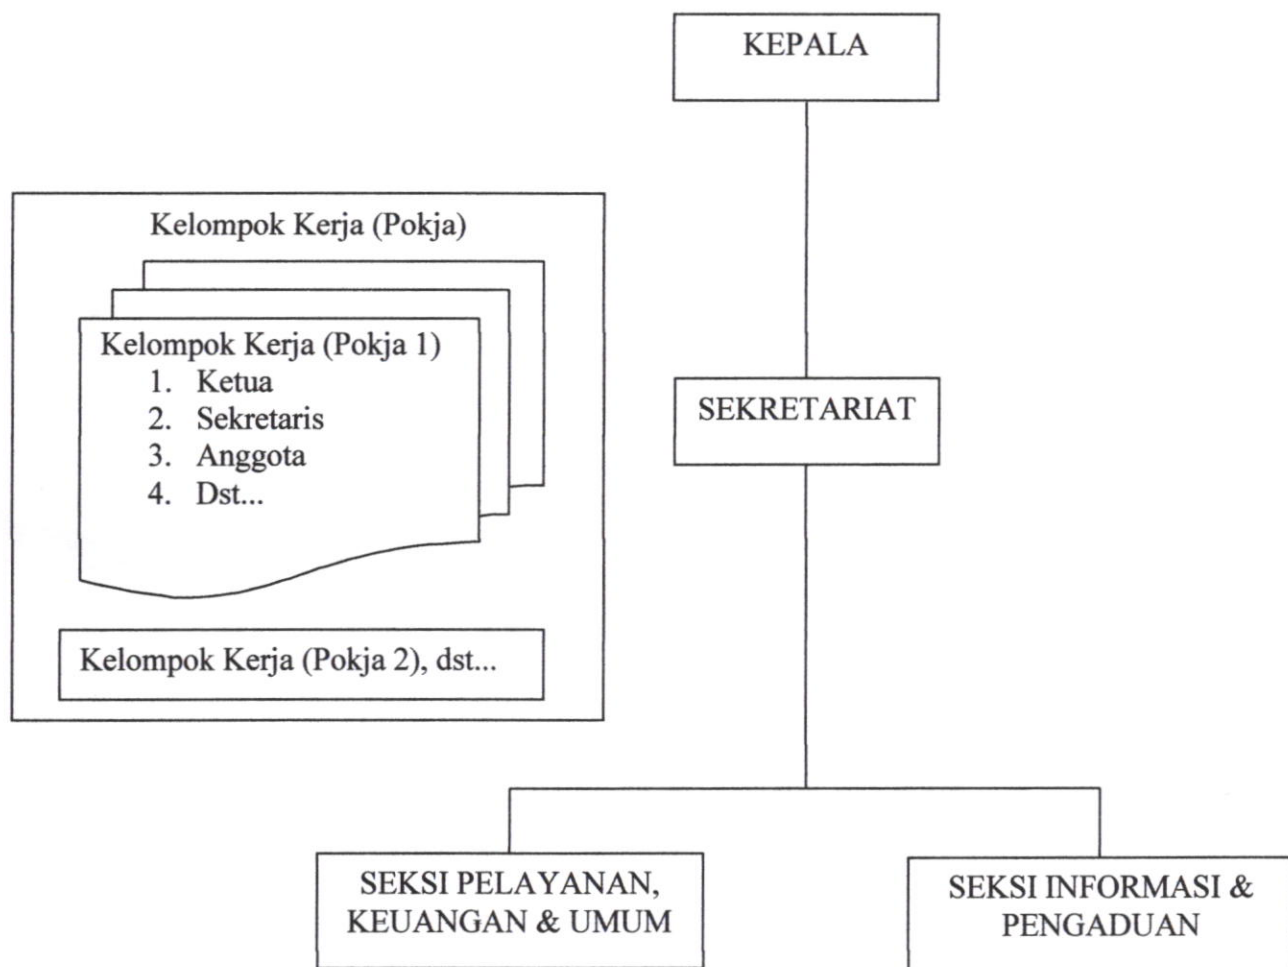 KEPALA
Kelompok Kerja (Pokja)
Kelompok Kerja (Pokja 1)
1. Ketua
2. Sekretaris
3. Anggota
4. Dst...
Kelompok Kerja (Pokja 2), dst...
SEKRETARIAT
SEKSI PELAYANAN,
KEUANGAN & UMUM
SEKSI INFORMASI &
PENGADUAN